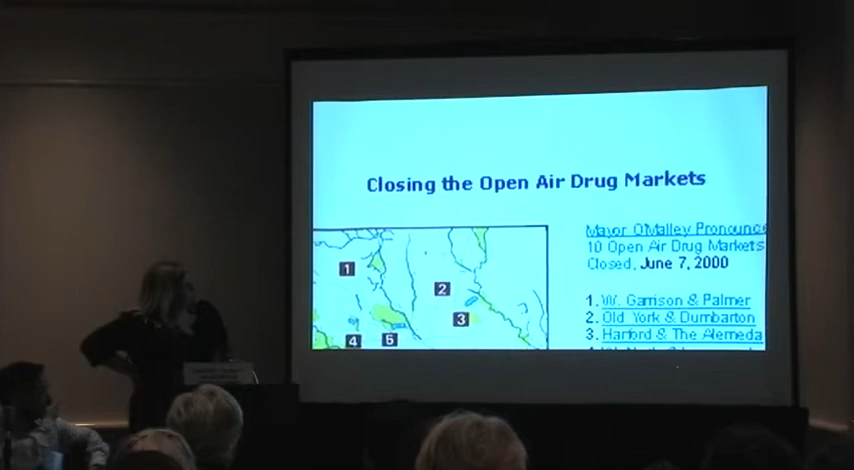 Closing the Open Air Drug Markets
Mayor O'Malley Pronounce
10 Open Air Drug Markets
Closed, June 7, 2000
1
2
3
4
5
1. W. Garrison & Palmer
2. Old York & Dumbarton
3. Harford & The Alemeda